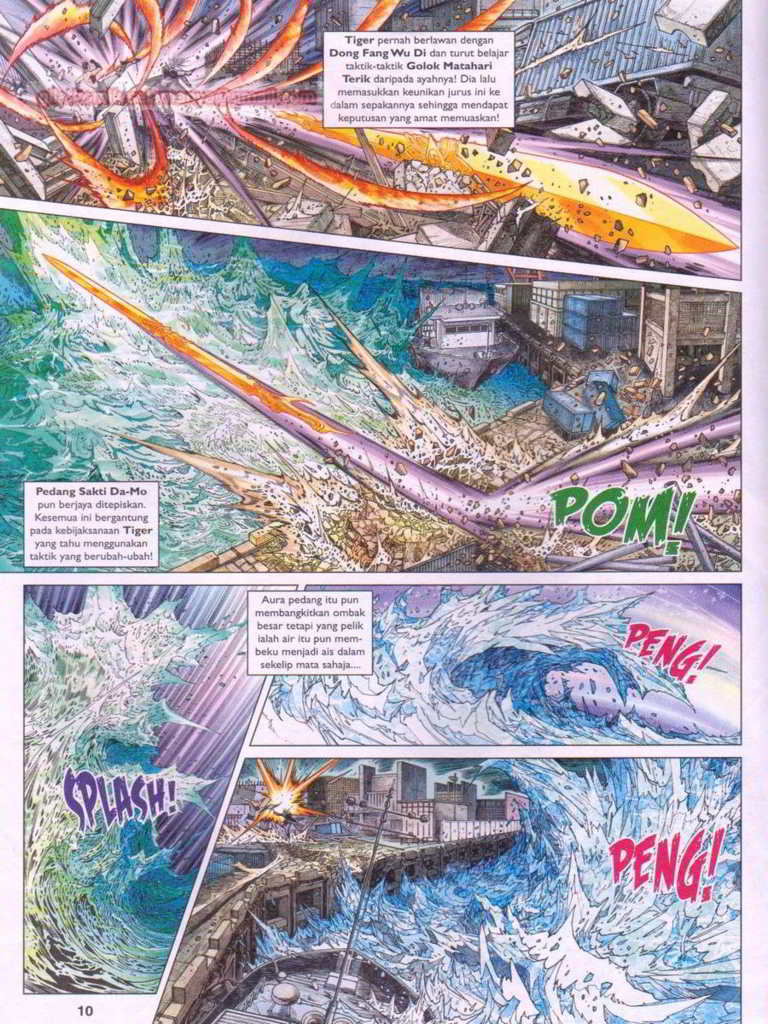 Tiger pernah berlawan dengan
Dong Fang Wu Di dan turut belajar
taktik-taktik Golok Matahari
Terik daripada ayahnya! Dia lalu
memasukkan keunikan jurus ini ke
dalam sepakannya sehingga mendapat
keputusan yang amat memuaskan!
Pedang Sakti Da-Mo
pun berjaya ditepiskan.
Kesemua ini bergantung
pada kebijaksanaan Tiger
yang tahu menggunakan
taktik yang berubah-ubah!
POM!
Aura pedang itu pun
membangkitkan ombak
besar tetapi yang pelik
ialah air itu pun mem-
beku menjadi ais dalam
sekelip mata sahaja....
PENG!
SPLASH!
PENG!
10